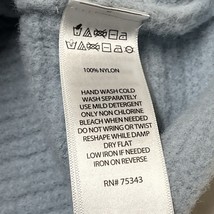 100% NYLON
HAND WASH COLD
WASH SEPARATELY
USE MILD DETERGENT
ONLY NON CHLORINE
BLEACH WHEN NEEDED
DO NOT WRING OR TWIST
RESHAPE WHILE DAMP
DRY FLAT
LOW IRON IF NEEDED
IRON ON REVERSE
RN# 75343